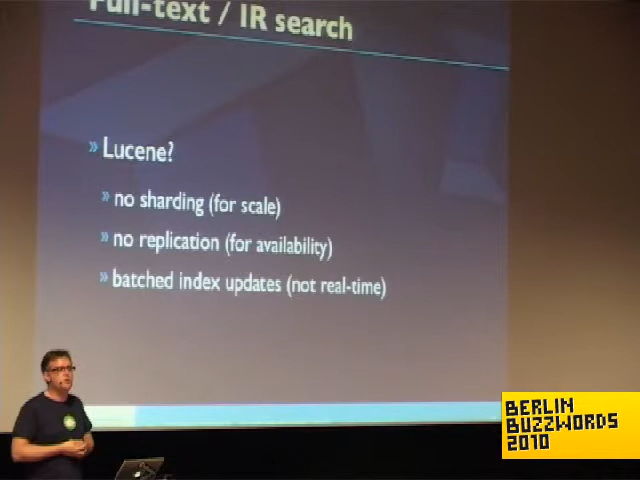 Full-text / IR search
» Lucene?
» no sharding (for scale)
» no replication (for availability)
» batched index updates (not real-time)
BERLIN
BUZZWORDS
2010